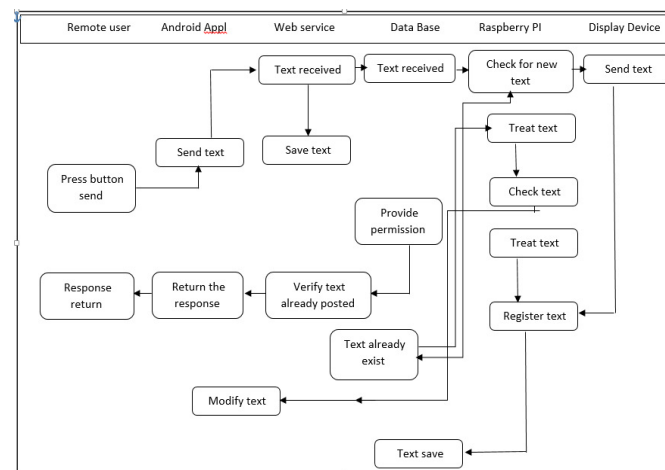 Remote user
Android Appl
Web service
Data Base
Raspberry PI
Display Device
Text received
Text received
Check for new
text
Send text
Treat text
Send text
Save text
Press button
send
Check text
Provide
permission
Treat text
Response
return
Return the
response
Verify text
already posted
Register text
Text already
exist
Modify text
Text save